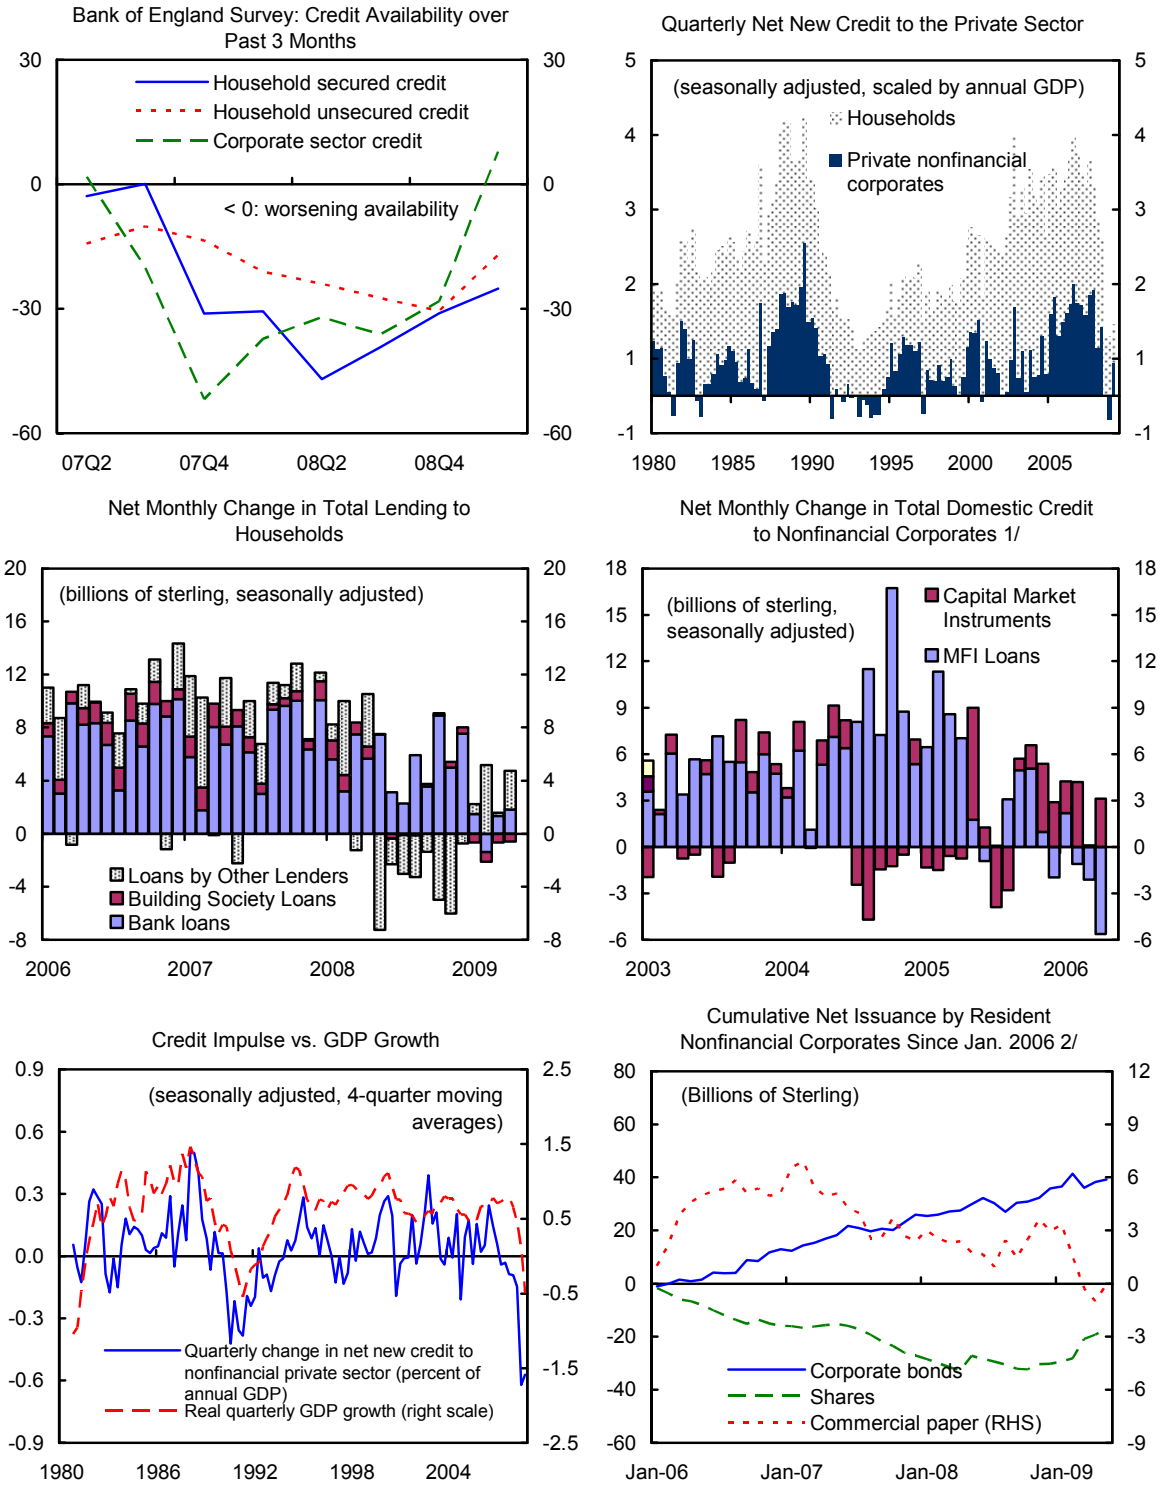 Bank of England Survey: Credit Availability over
Past 3 Months
30
30
Household secured credit
Household unsecured credit
Corporate sector credit
0
0
< 0: worsening availability
-30
-30
-60
-60
07Q2
07Q4
08Q2
08Q4
Quarterly Net New Credit to the Private Sector
5
5
(seasonally adjusted, scaled by annual GDP)
Households
4
4
Private nonfinancial
corporates
3
3
2
2
1
1
-1
-1
1980
1985
1990
1995
2000
2005
Net Monthly Change in Total Lending to
Households
20
20
(billions of sterling, seasonally adjusted)
16
16
12
12
8
8
4
4
0
0
Loans by Other Lenders
Building Society Loans
Bank loans
-4
-4
-8
-8
2006
2007
2008
2009
Net Monthly Change in Total Domestic Credit
to Nonfinancial Corporates 1/
18
18
(billions of sterling,
seasonally adjusted)
Capital Market
Instruments
MFI Loans
15
15
12
12
9
9
6
6
3
3
0
0
-3
-3
-6
-6
2003
2004
2005
2006
Credit Impulse vs. GDP Growth
0.9
2.5
(seasonally adjusted, 4-quarter moving
averages)
0.6
1.5
0.3
0.5
0.0
-0.5
-0.3
Quarterly change in net new credit to
nonfinancial private sector (percent of
annual GDP)
Real quarterly GDP growth (right scale)
-1.5
-0.6
-0.9
-2.5
1980
1986
1992
1998
2004
Cumulative Net Issuance by Resident
Nonfinancial Corporates Since Jan. 2006 2/
80
12
(Billions of Sterling)
60
9
40
6
20
3
0
0
-20
-3
Corporate bonds
Shares
Commercial paper (RHS)
-40
-6
-60
-9
Jan-06
Jan-07
Jan-08
Jan-09